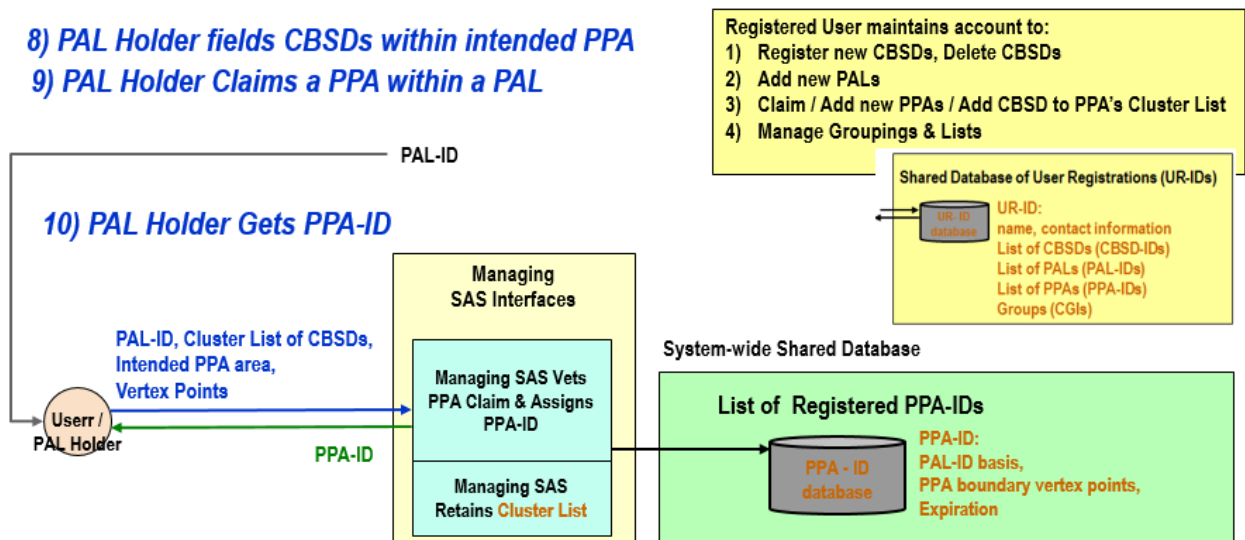 8) PAL Holder fields CBSDs within intended PPA
9) PAL Holder Claims a PPA within a PAL
PAL-ID
10) PAL Holder Gets PPA-ID
Registered User maintains account to:
1) Register new CBSDs, Delete CBSDs
2) Add new PALs
3) Claim / Add new PPAs / Add CBSD to PPA's Cluster List
4) Manage Groupings & Lists
Shared Database of User Registrations (UR-IDs)
UR- ID
database
UR-ID:
name, contact information
List of CBSDs (CBSD-IDs)
List of PALs (PAL-IDs)
List of PPAs (PPA-IDs)
Groups (CGIs)
Managing
SAS Interfaces
PAL-ID, Cluster List of CBSDs,
Intended PPA area,
Vertex Points
Userr /
PAL Holder
PPA-ID
Managing SAS Vets
PPA Claim & Assigns
PPA-ID
Managing SAS
Retains Cluster List
System-wide Shared Database
List of Registered PPA-IDs
PPA - ID
database
PPA-ID:
PAL-ID basis,
PPA boundary vertex points,
Expiration